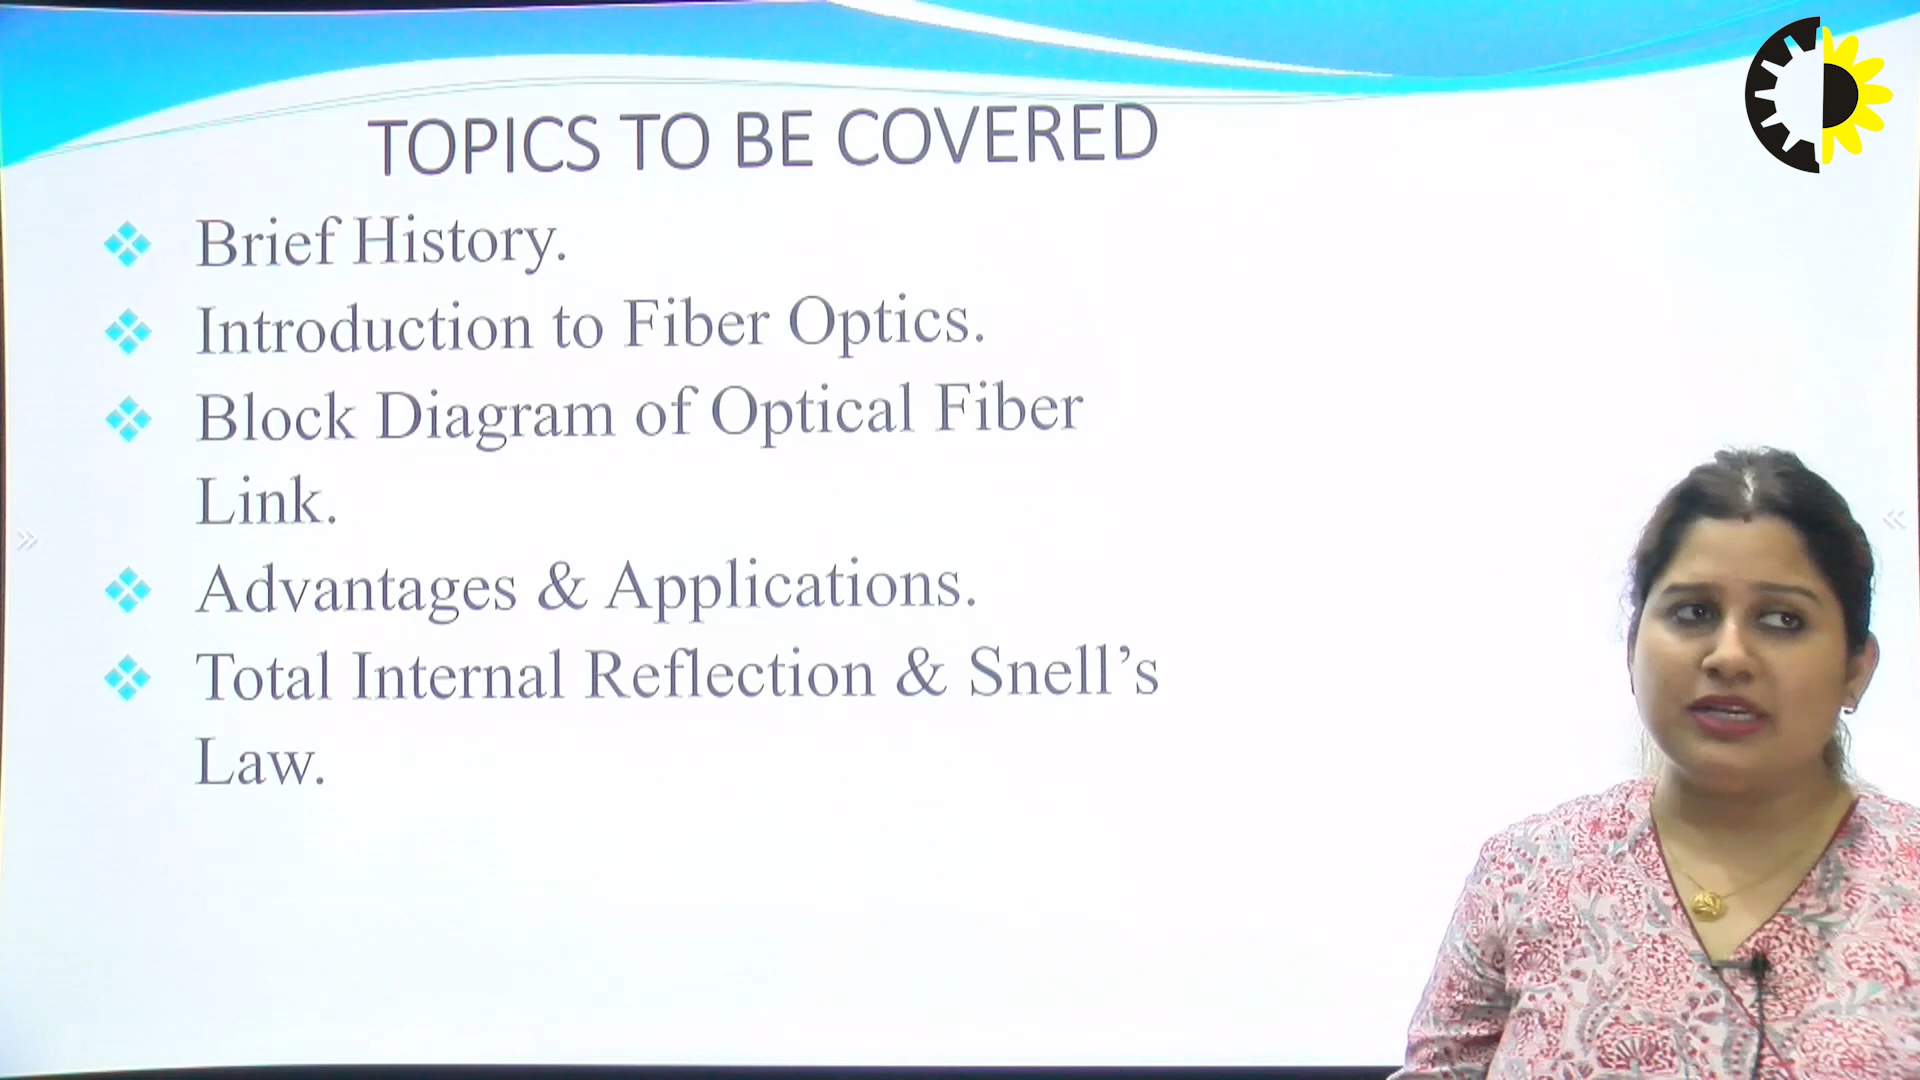 TOPICS TO BE COVERED
Brief History.
Introduction to Fiber Optics.
Block Diagram of Optical Fiber
Link.
Advantages & Applications.
Total Internal Reflection & Snell’s
Law.